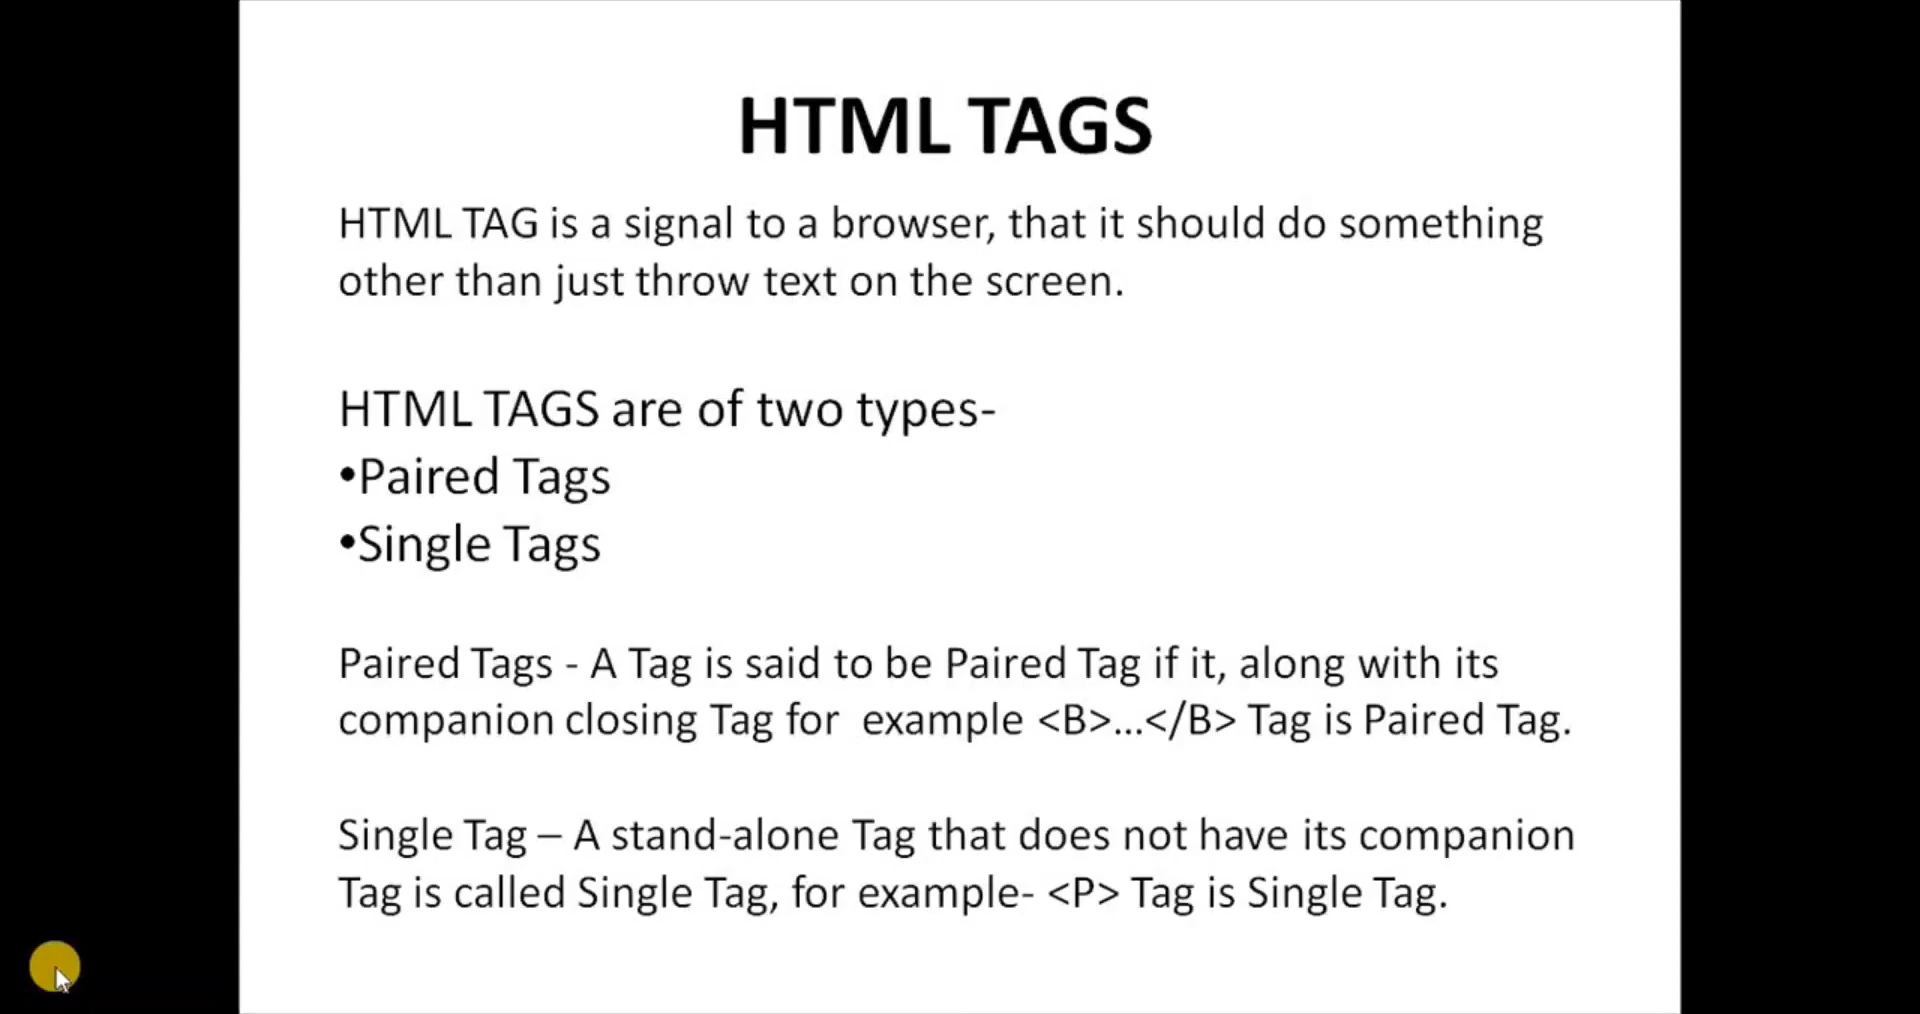 HTML TAGS
HTML TAG is a signal to a browser, that it should do something
other than just throw text on the screen.
HTML TAGS are of two types-
•Paired Tags
•Single Tags
Paired Tags - A Tag is said to be Paired Tag if it, along with its
companion closing Tag for  example <B>...</B> Tag is Paired Tag.
Single Tag – A stand-alone Tag that does not have its companion
Tag is called Single Tag, for example- <P> Tag is Single Tag.